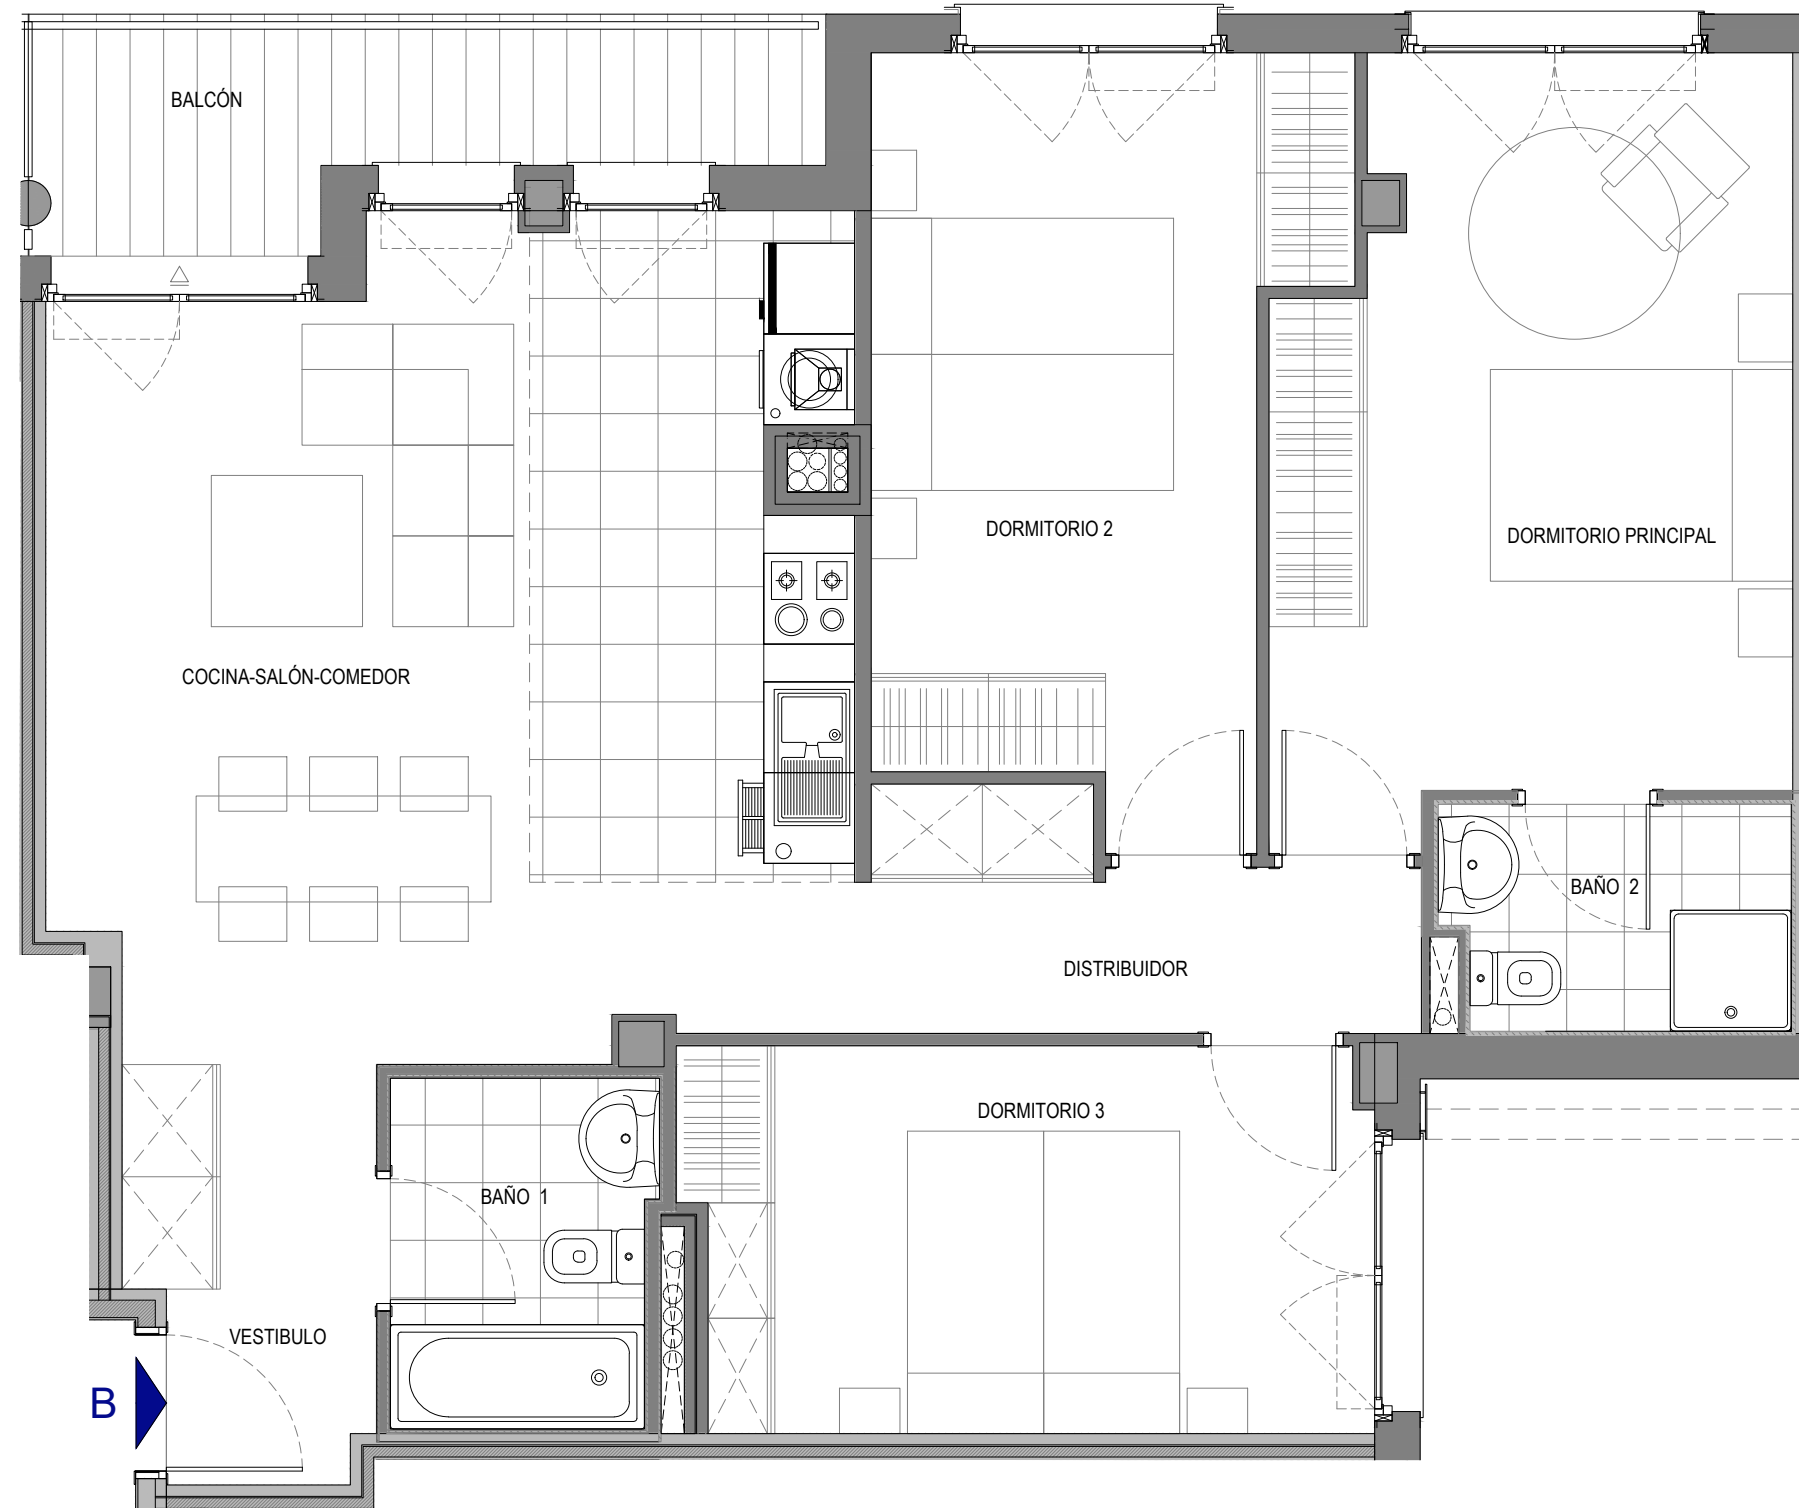 BALCÓN
DORMITORIO 2
DORMITORIO PRINCIPAL
COCINA-SALÓN-COMEDOR
BAÑO 2
DISTRIBUIDOR
DORMITORIO 3
BAÑO 1
VESTIBULO
B